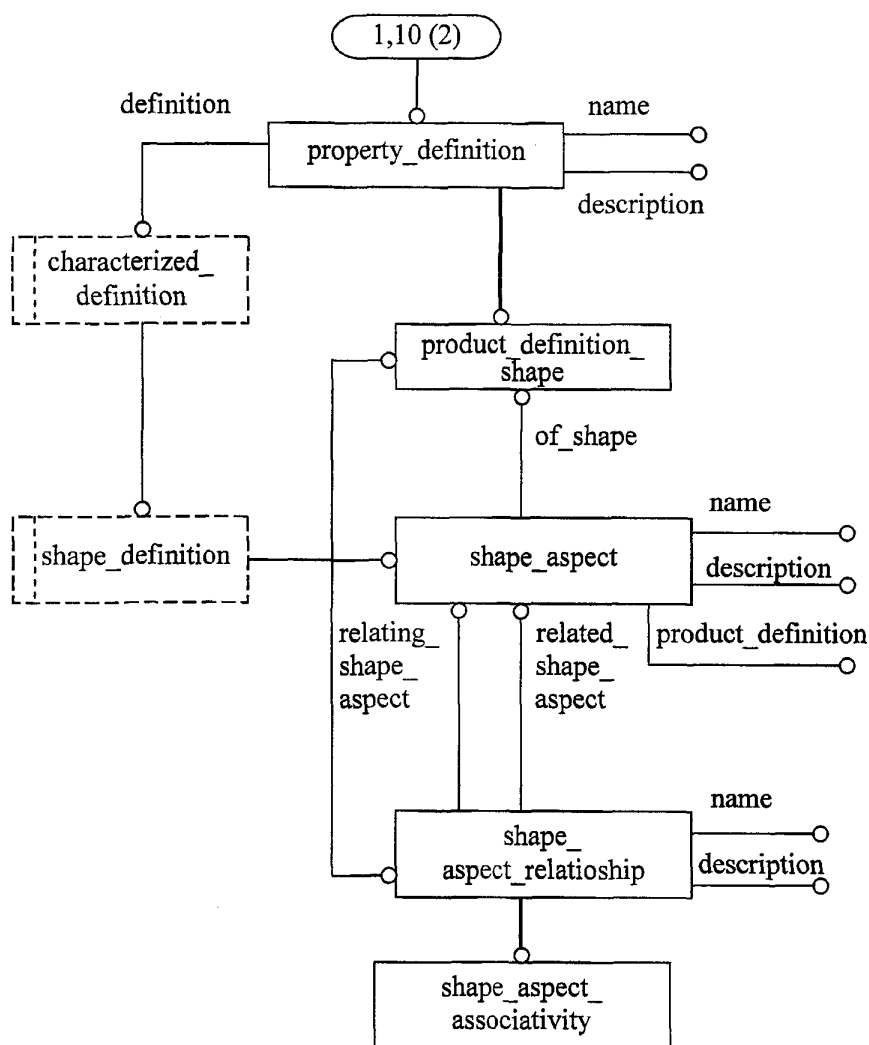 1,10 (2)
definition
name
property_definition
description
characterized_
definition
product_definition_
shape
of_shape
name
shape_definition
shape_aspect
description
relating_
shape_
aspect
related_
shape_
aspect
product_definition
name
shape_
aspect_relatioship
description
shape_aspect_
associativity